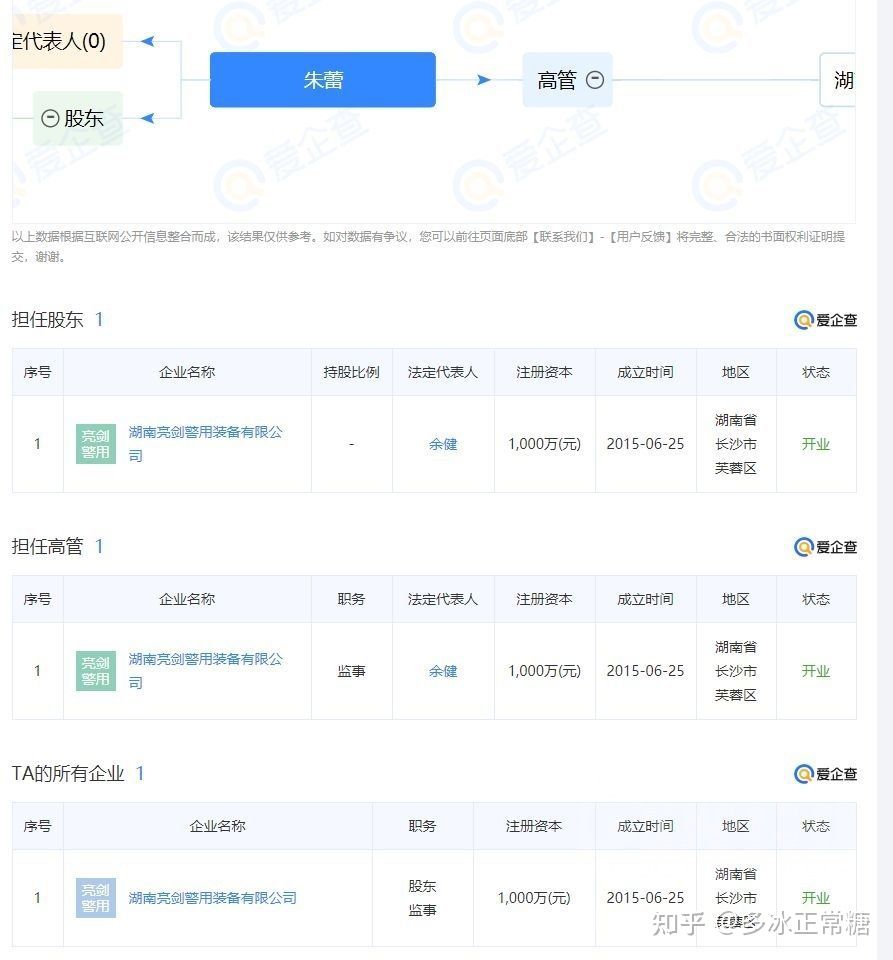 定代表人(0)
朱蕾
高管
湖
股东
以上数据根据互联网公开信息整合而成，该结果仅供参考。如对数据有争议，您可以前往页面底部【联系我们】-【用户反馈】将完整、合法的书面权利证明提
交，谢谢。
担任股东 1
爱企查
序号 企业名称 持股比例 法定代表人 注册资本 成立时间 地区 状态
1 亮剑 警用 湖南亮剑警用装备有限公 - 余健 1,000万(元) 2015-06-25 湖南省 开业
司 长沙市
芙蓉区
担任高管 1
爱企查
序号 企业名称 职务 法定代表人 注册资本 成立时间 地区 状态
1 亮剑 警用 湖南亮剑警用装备有限公 监事 余健 1,000万(元) 2015-06-25 湖南省 开业
司 长沙市
芙蓉区
TA的所有企业 1
爱企查
序号 企业名称 职务 注册资本 成立时间 地区 状态
1 亮剑 警用 湖南亮剑警用装备有限公司 股东 1,000万(元) 2015-06-25 湖南省 开业
监事 长沙市
芙蓉区
知乎 @多冰正常糖